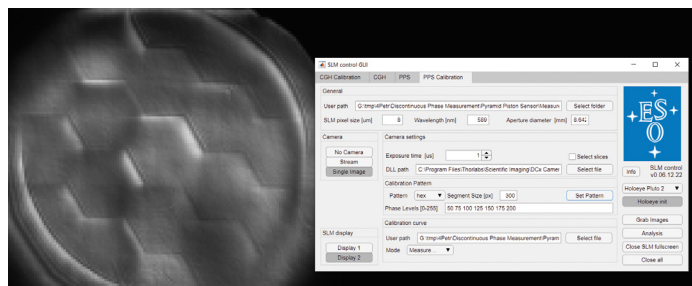 SLM control GUI
CGH Calibration CGH PPS PPS Calibration
General
User path G:\tmp\4Petr\Discontinuous Phase Measurement\Pyramid Piston Sensor\Measurem Select folder
SLM pixel size [um] 8 Wavelength [nm] 589 Aperture diameter [mm] 8.642
Camera
No Camera
Stream
Single Image
Camera settings
Exposure time [us] 1 Select slices
DLL path C:\Program Files\Thorlabs\Scientific Imaging\DCx Camer Select file
Calibration Pattern
Pattern hex Segment Size [px] 300 Set Pattern
Phase Levels [0-255] 50 75 100 125 150 175 200
Calibration curve
User path G:\tmp\4Petr\Discontinuous Phase Measurement\Pyram Select file
Mode Measure...
SLM display
Display 1
Display 2
ESO
Info SLM control
v0.06.12.22
Holoeye Pluto 2
Holoeye init
Grab Images
Analysis
Close SLM fullscreen
Close all